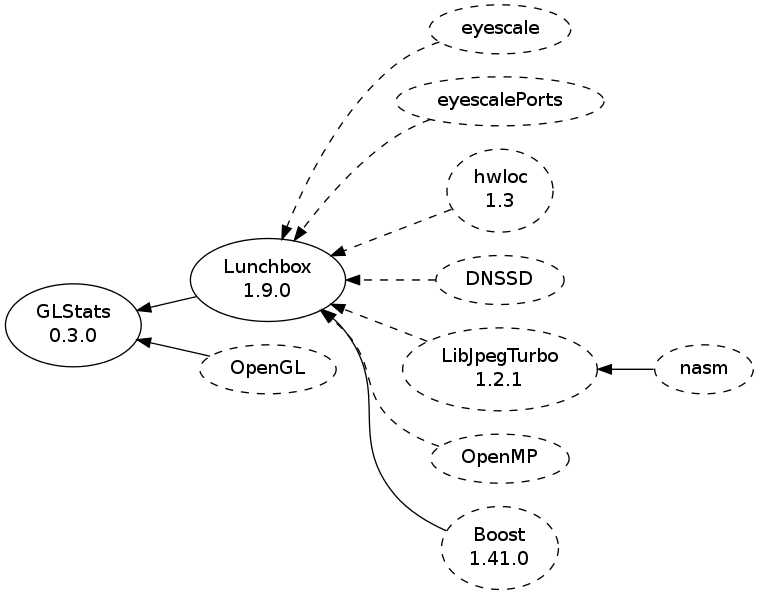 eyescale
eyescalePorts
hwloc
1.3
Lunchbox
1.9.0
DNSSD
GLStats
0.3.0
OpenGL
LibJpegTurbo
1.2.1
nasm
OpenMP
Boost
1.41.0